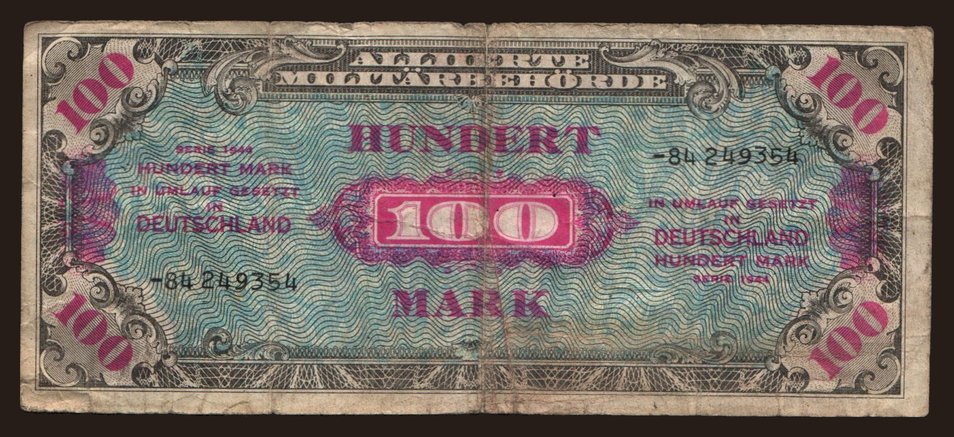 100
ALLIIERTE
MILITÄRBEHÖRDE
100
HUNDERT
SERIE 1944
HUNDERT MARK
IN UMLAUF GESETZT
IN
DEUTSCHLAND
-84 249354
100
-84 249354
IN UMLAUF GESETZT
IN
DEUTSCHLAND
HUNDERT MARK
SERIE 1944
MARK
100
100